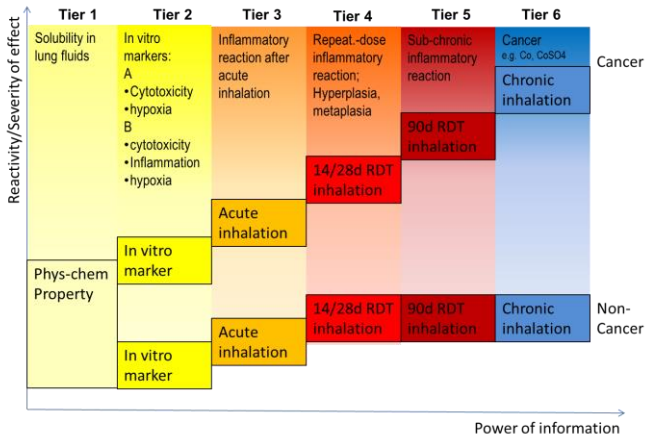 Tier 1
Tier 2
Tier 3
Tier 4
Tier 5
Tier 6
Reactivity/Severity of effect
Solubility in
lung fluids
In vitro
markers:
A
•Cytotoxicity
•hypoxia
B
•cytotoxicity
•Inflammation
•hypoxia
Inflammatory
reaction after
acute
inhalation
Repeat.-dose
inflammatory
reaction;
Hyperplasia,
metaplasia
Sub-chronic
inflammatory
reaction
Cancer
e.g. Co, CoSO4
Chronic
inhalation
Cancer
90d RDT
inhalation
14/28d RDT
inhalation
Acute
inhalation
In vitro
marker
Phys-chem
Property
In vitro
marker
Acute
inhalation
14/28d RDT
inhalation
90d RDT
inhalation
Chronic
inhalation
Non-
Cancer
Power of information